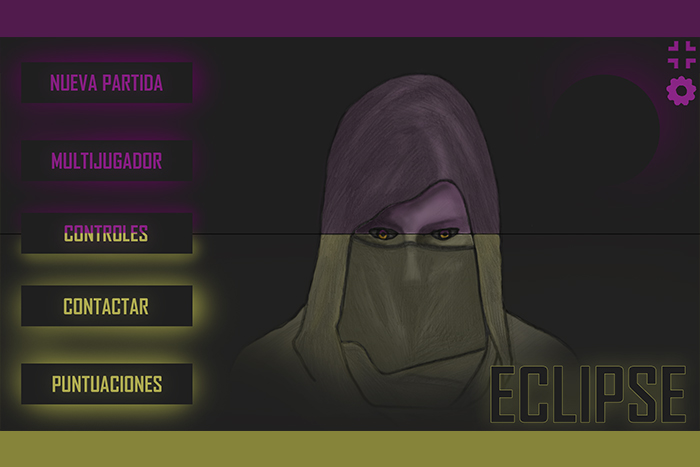 NUEVA PARTIDA
MULTIJUGADOR
CONTROLES
CONTACTAR
PUNTUACIONES
ECLIPSE